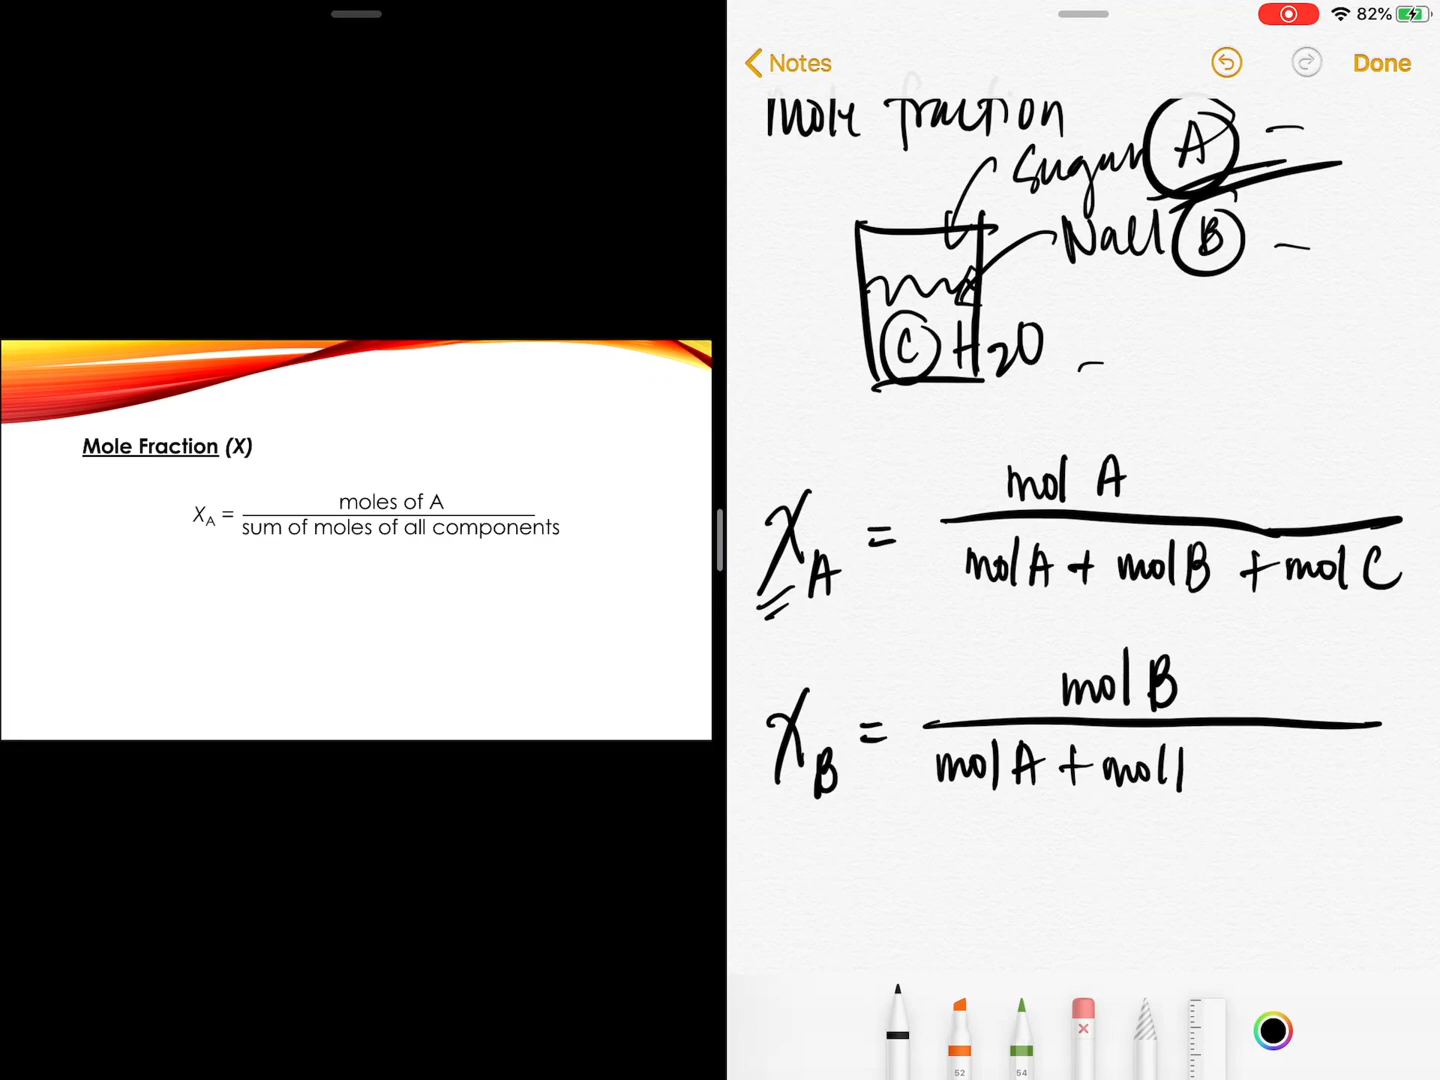 Mole Fraction (X)
XA = moles of A
sum of moles of all components
82%
Notes
Done
mole fraction
Sugar A
NaCl B
C H2O
XA = mol A
mol A + mol B + mol C
XB = mol B
mol A + mol
52
54